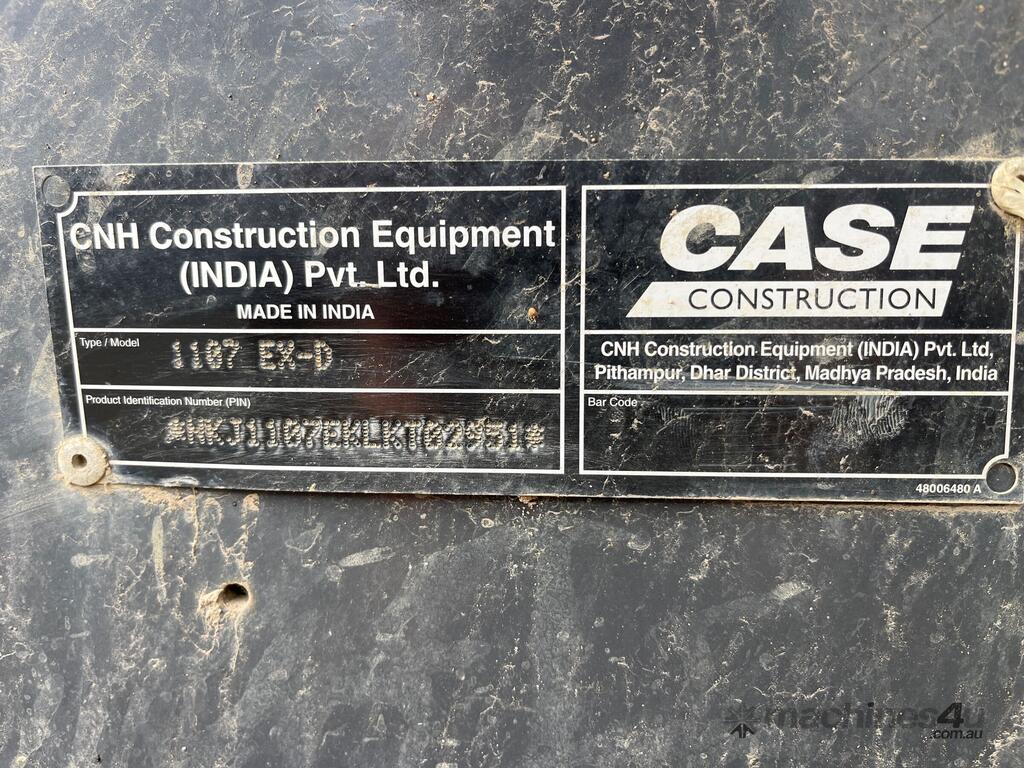 CNH Construction Equipment
(INDIA) Pvt. Ltd.
MADE IN INDIA
Type / Model
1107 EX-D
Product Identification Number (PIN)
CASE
CONSTRUCTION
CNH Construction Equipment (INDIA) Pvt. Ltd,
Pithampur, Dhar District, Madhya Pradesh, India
Bar Code
48006480 A
machines4u
.com.au